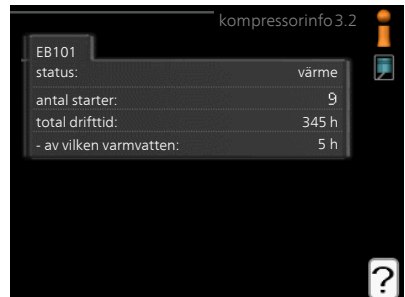 kompressorinfo 3.2
EB101
status: värme
antal starter: 9
total drifttid: 345 h
- av vilken varmvatten: 5 h
?